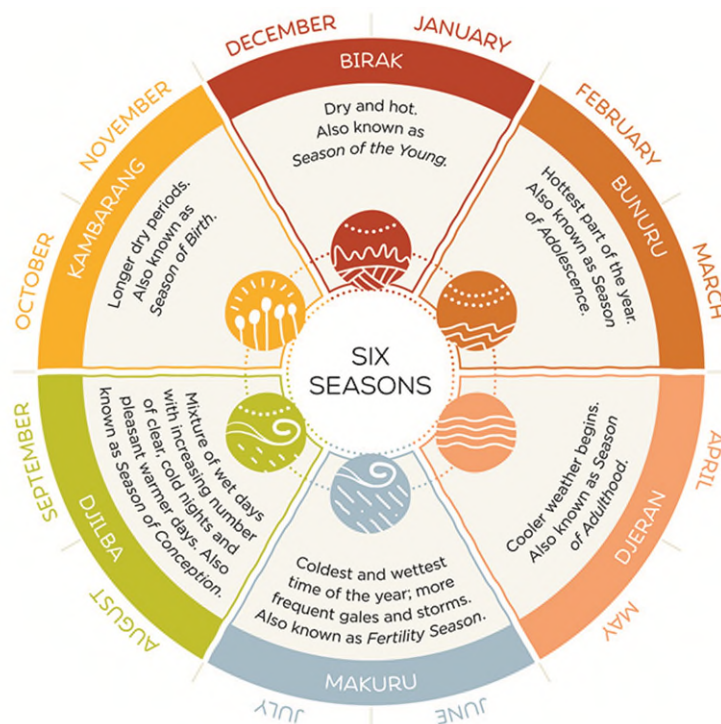 SIX
SEASONS
DECEMBER
JANUARY
BIRAK
Dry and hot.
Also known as
Season of the Young.
FEBRUARY
MARCH
BUNURU
Hottest part of the year.
Also known as Season
of Adolescence.
APRIL
MAY
DJERAN
Cooler weather begins.
Also known as Season
of Adulthood.
JUNE
JULY
MAKURU
Coldest and wettest
time of the year; more
frequent gales and storms.
Also known as Fertility Season.
AUGUST
SEPTEMBER
DJILBA
Mixture of wet days
with increasing number
of clear, cold nights and
pleasant warmer days. Also
known as Season of Conception.
OCTOBER
NOVEMBER
KAMBARANG
Longer dry periods.
Also known as
Season of Birth.